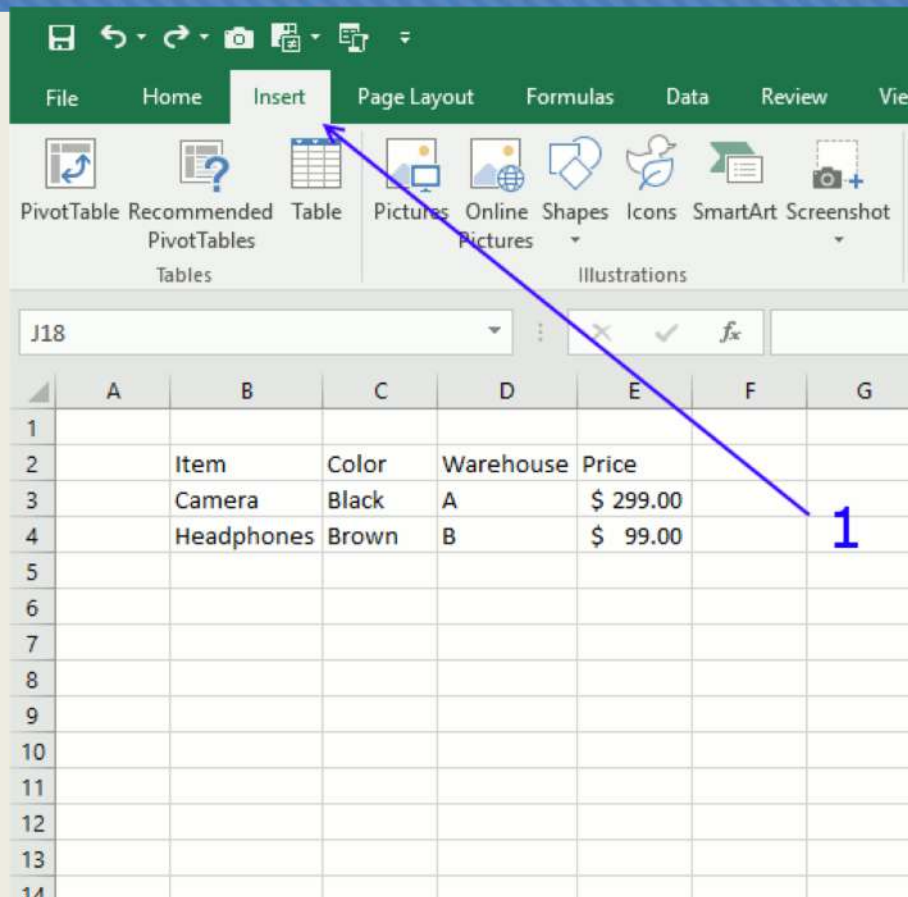 File Home Insert Page Layout Formulas Data Review Vie
PivotTable Recommended PivotTables Table Pictures Online Pictures Shapes Icons SmartArt Screenshot
Tables Illustrations
J18 fx
A B C D E F G
1
2 Item Color Warehouse Price
3 Camera Black A $ 299.00
4 Headphones Brown B $ 99.00
1
5
6
7
8
9
10
11
12
13
14